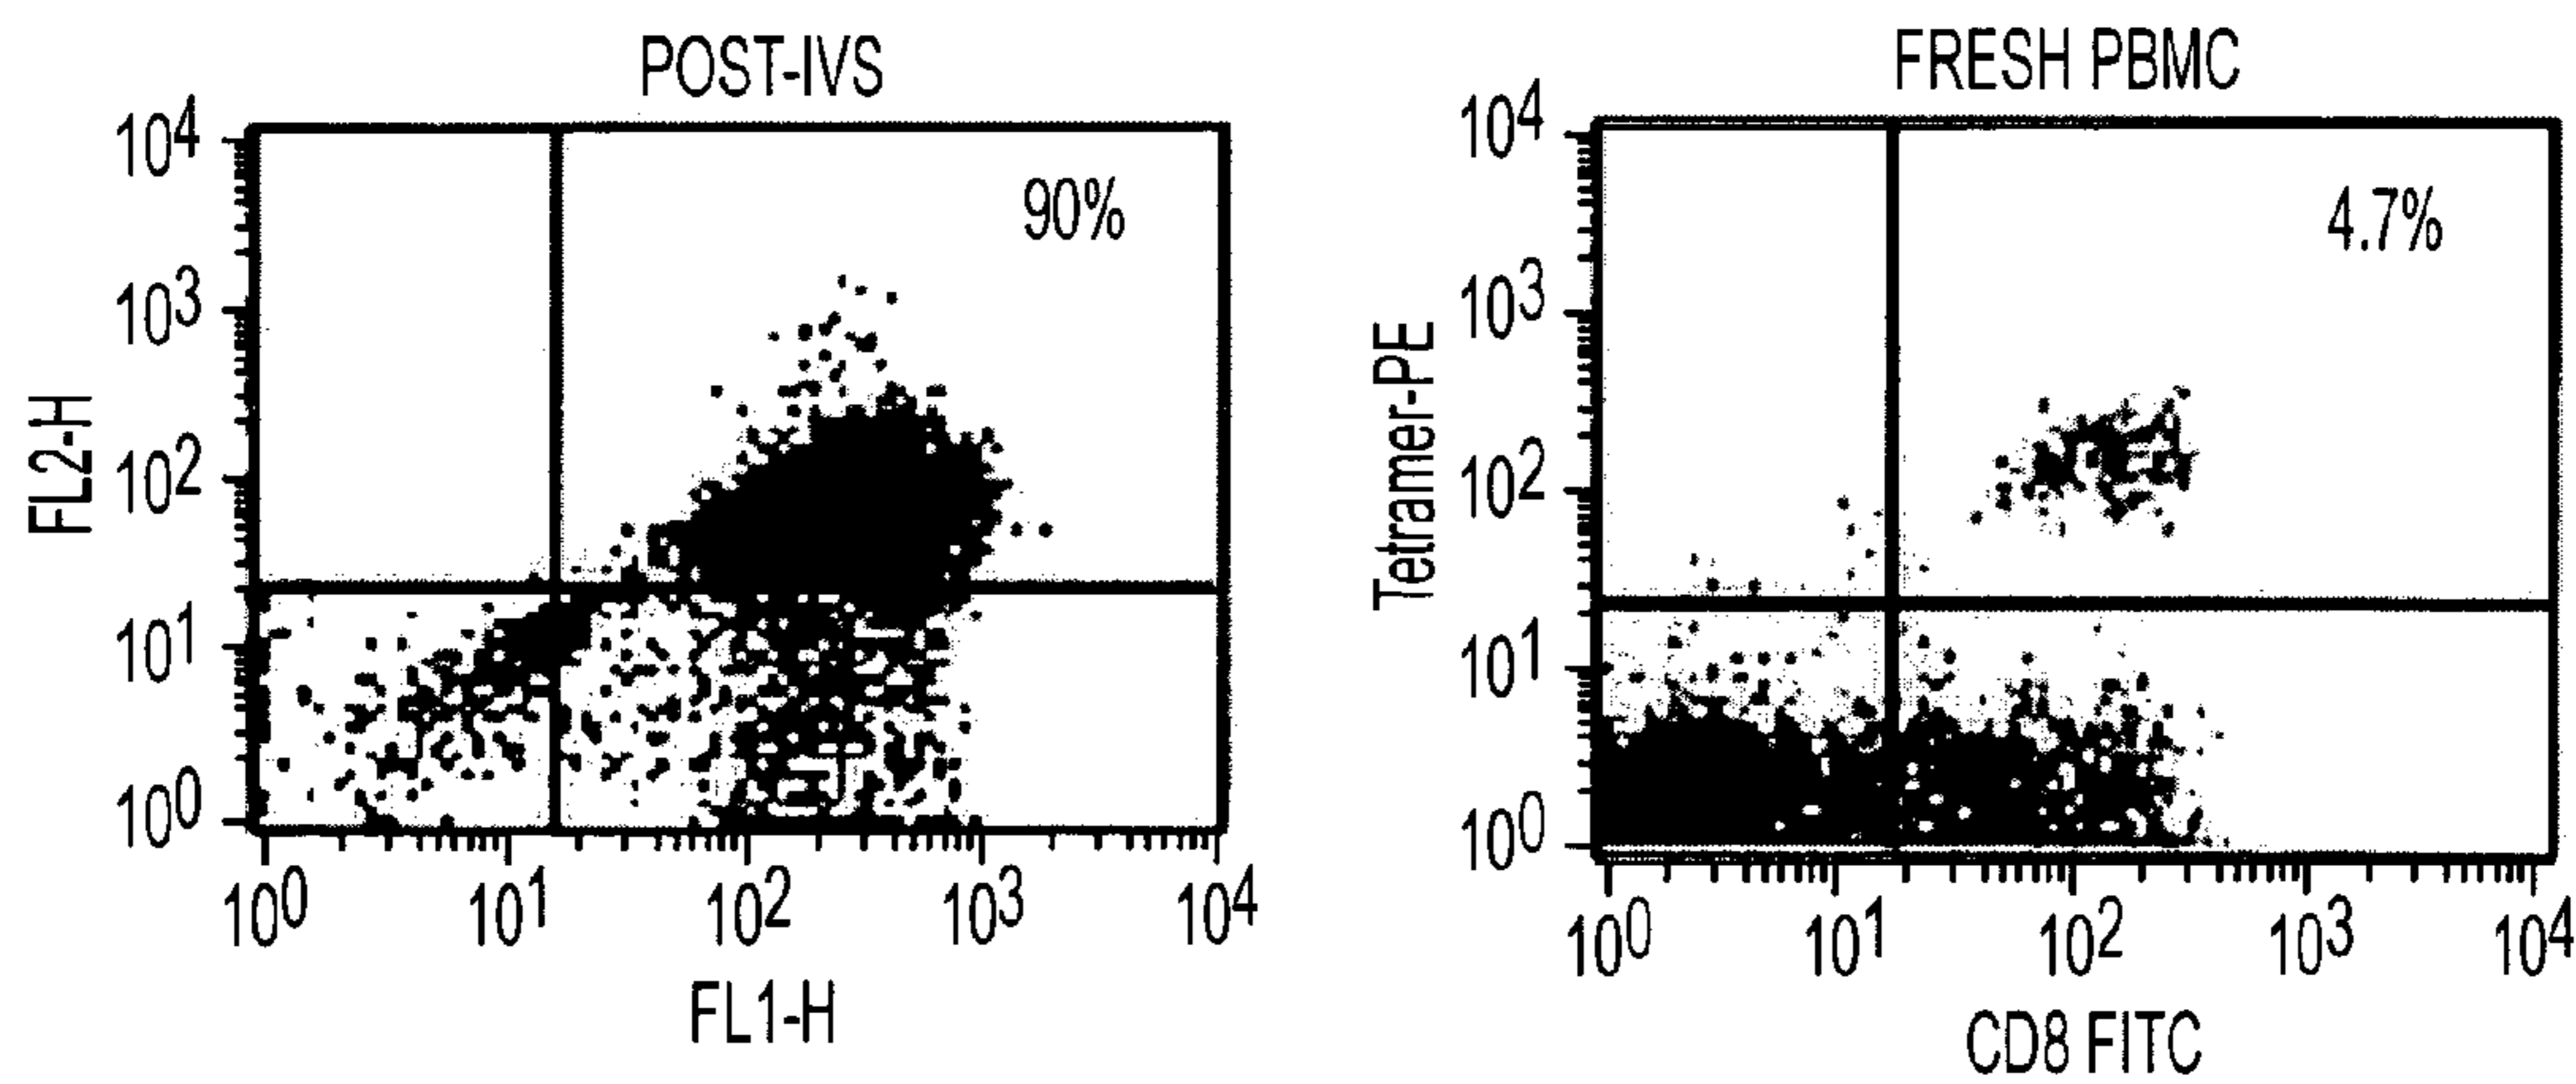 POST-IVS
90%
10⁴
10³
10²
10¹
10⁰
FL2-H
10⁰ 10¹ 10² 10³ 10⁴
FL1-H
FRESH PBMC
4.7%
10⁴
10³
10²
10¹
10⁰
Tetramer-PE
10⁰ 10¹ 10² 10³ 10⁴
CD8 FITC